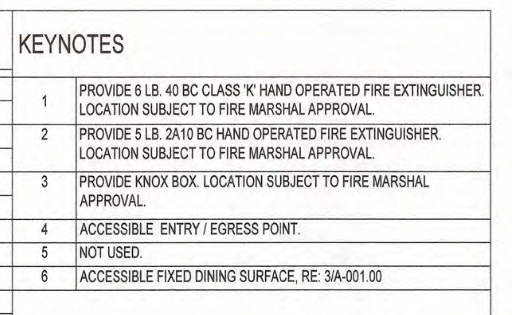 KEYNOTES
1 PROVIDE 6 LB. 40 BC CLASS 'K' HAND OPERATED FIRE EXTINGUISHER.
LOCATION SUBJECT TO FIRE MARSHAL APPROVAL.
2 PROVIDE 5 LB. 2A10 BC HAND OPERATED FIRE EXTINGUISHER.
LOCATION SUBJECT TO FIRE MARSHAL APPROVAL.
3 PROVIDE KNOX BOX. LOCATION SUBJECT TO FIRE MARSHAL
APPROVAL.
4 ACCESSIBLE ENTRY / EGRESS POINT.
5 NOT USED.
6 ACCESSIBLE FIXED DINING SURFACE, RE: 3/A-001.00